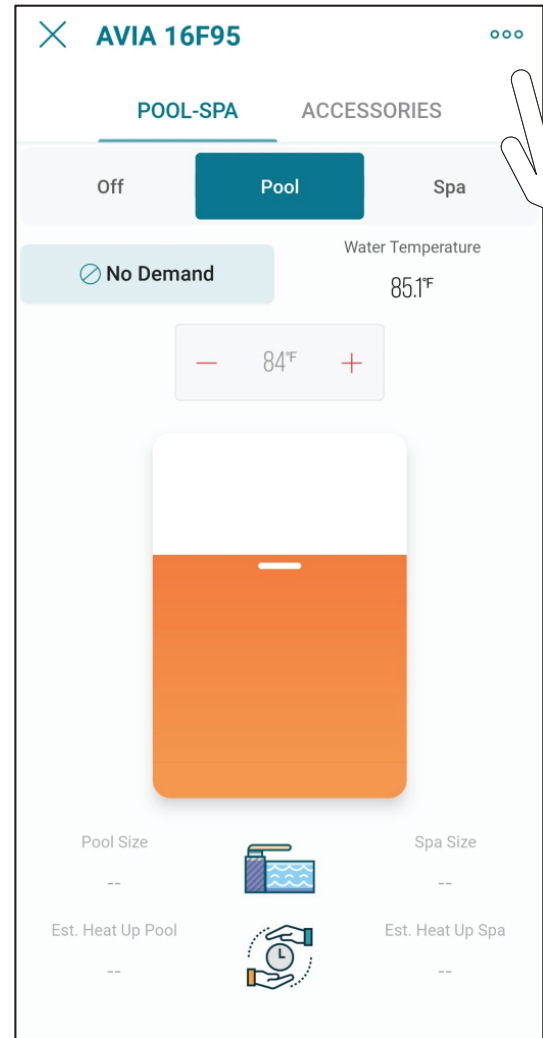 AVIA 16F95
POOL-SPA ACCESSORIES
Off Pool Spa
No Demand
Water Temperature
85.1°F
— 84°F +
Pool Size Spa Size
-- --
Est. Heat Up Pool Est. Heat Up Spa
-- --